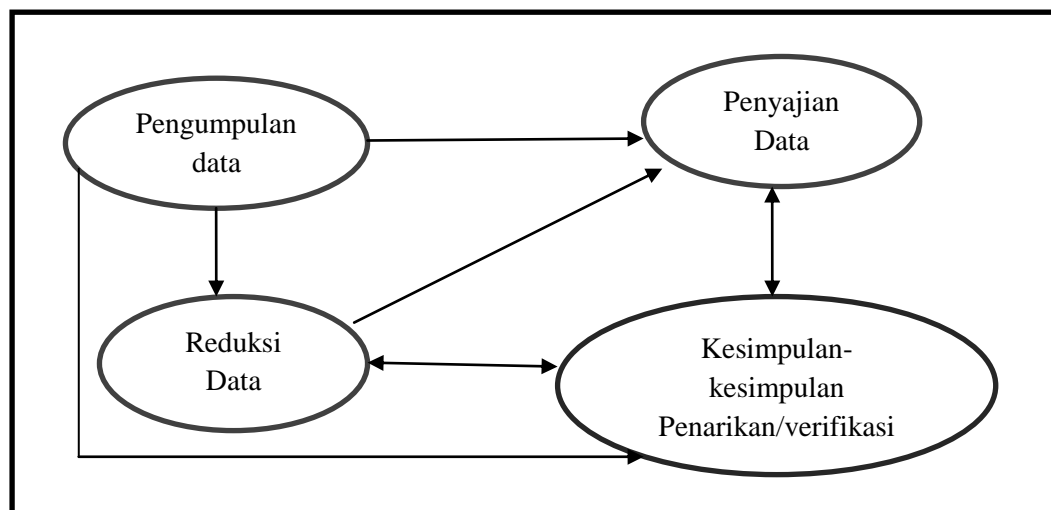 Pengumpulan
data
Penyajian
Data
Reduksi
Data
Kesimpulan-
kesimpulan
Penarikan/verifikasi